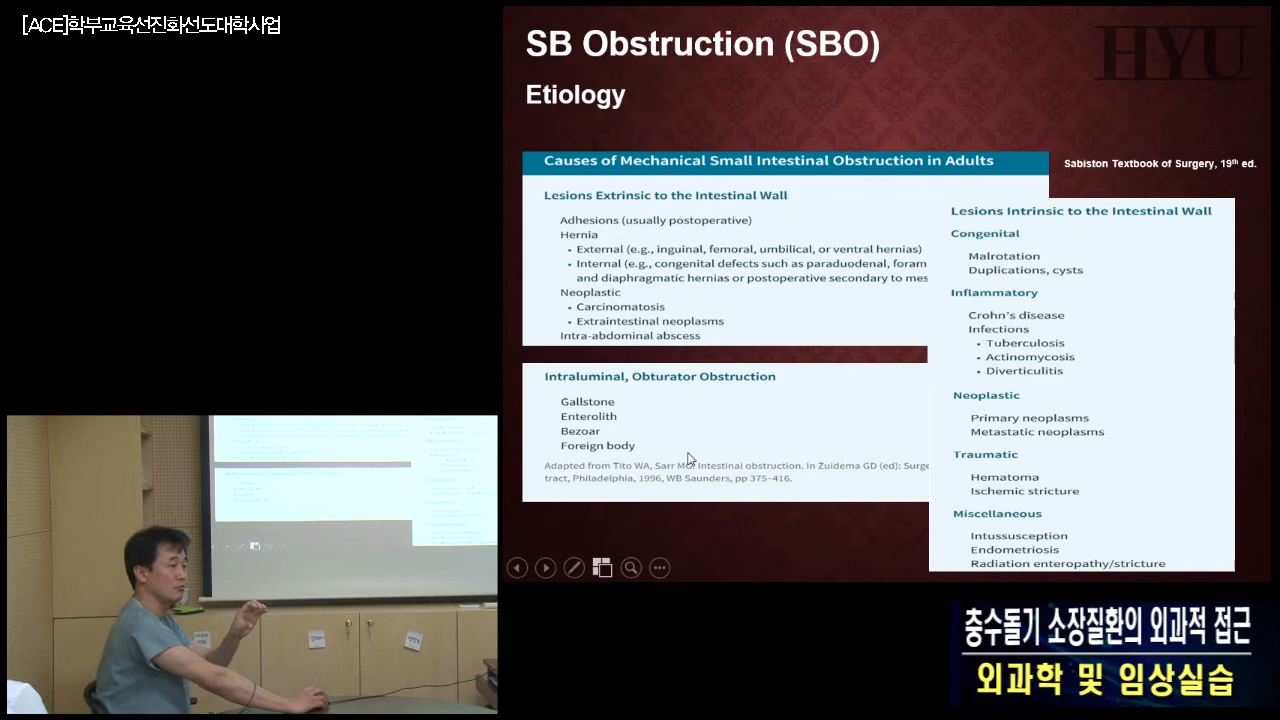 [ACE]학부교육선진화선도대학사업
SB Obstruction (SBO)
HYU
Etiology
Causes of Mechanical Small Intestinal Obstruction in Adults
Sabiston Textbook of Surgery, 19th ed.
Lesions Extrinsic to the Intestinal Wall
Adhesions (usually postoperative)
Hernia
• External (e.g., inguinal, femoral, umbilical, or ventral hernias)
• Internal (e.g., congenital defects such as paraduodenal, foram
and diaphragmatic hernias or postoperative secondary to mes
Neoplastic
• Carcinomatosis
• Extraintestinal neoplasms
Intra-abdominal abscess
Intraluminal, Obturator Obstruction
Gallstone
Enterolith
Bezoar
Foreign body
Adapted from Tito WA, Sarr MG: Intestinal obstruction. In Zuidema GD (ed): Surge
tract, Philadelphia, 1996, WB Saunders, pp 375–416.
Lesions Intrinsic to the Intestinal Wall
Congenital
Malrotation
Duplications, cysts
Inflammatory
Crohn's disease
Infections
• Tuberculosis
• Actinomycosis
• Diverticulitis
Neoplastic
Primary neoplasms
Metastatic neoplasms
Traumatic
Hematoma
Ischemic stricture
Miscellaneous
Intussusception
Endometriosis
Radiation enteropathy/stricture
충수돌기 소장질환의 외과적 접근
외과학 및 임상실습